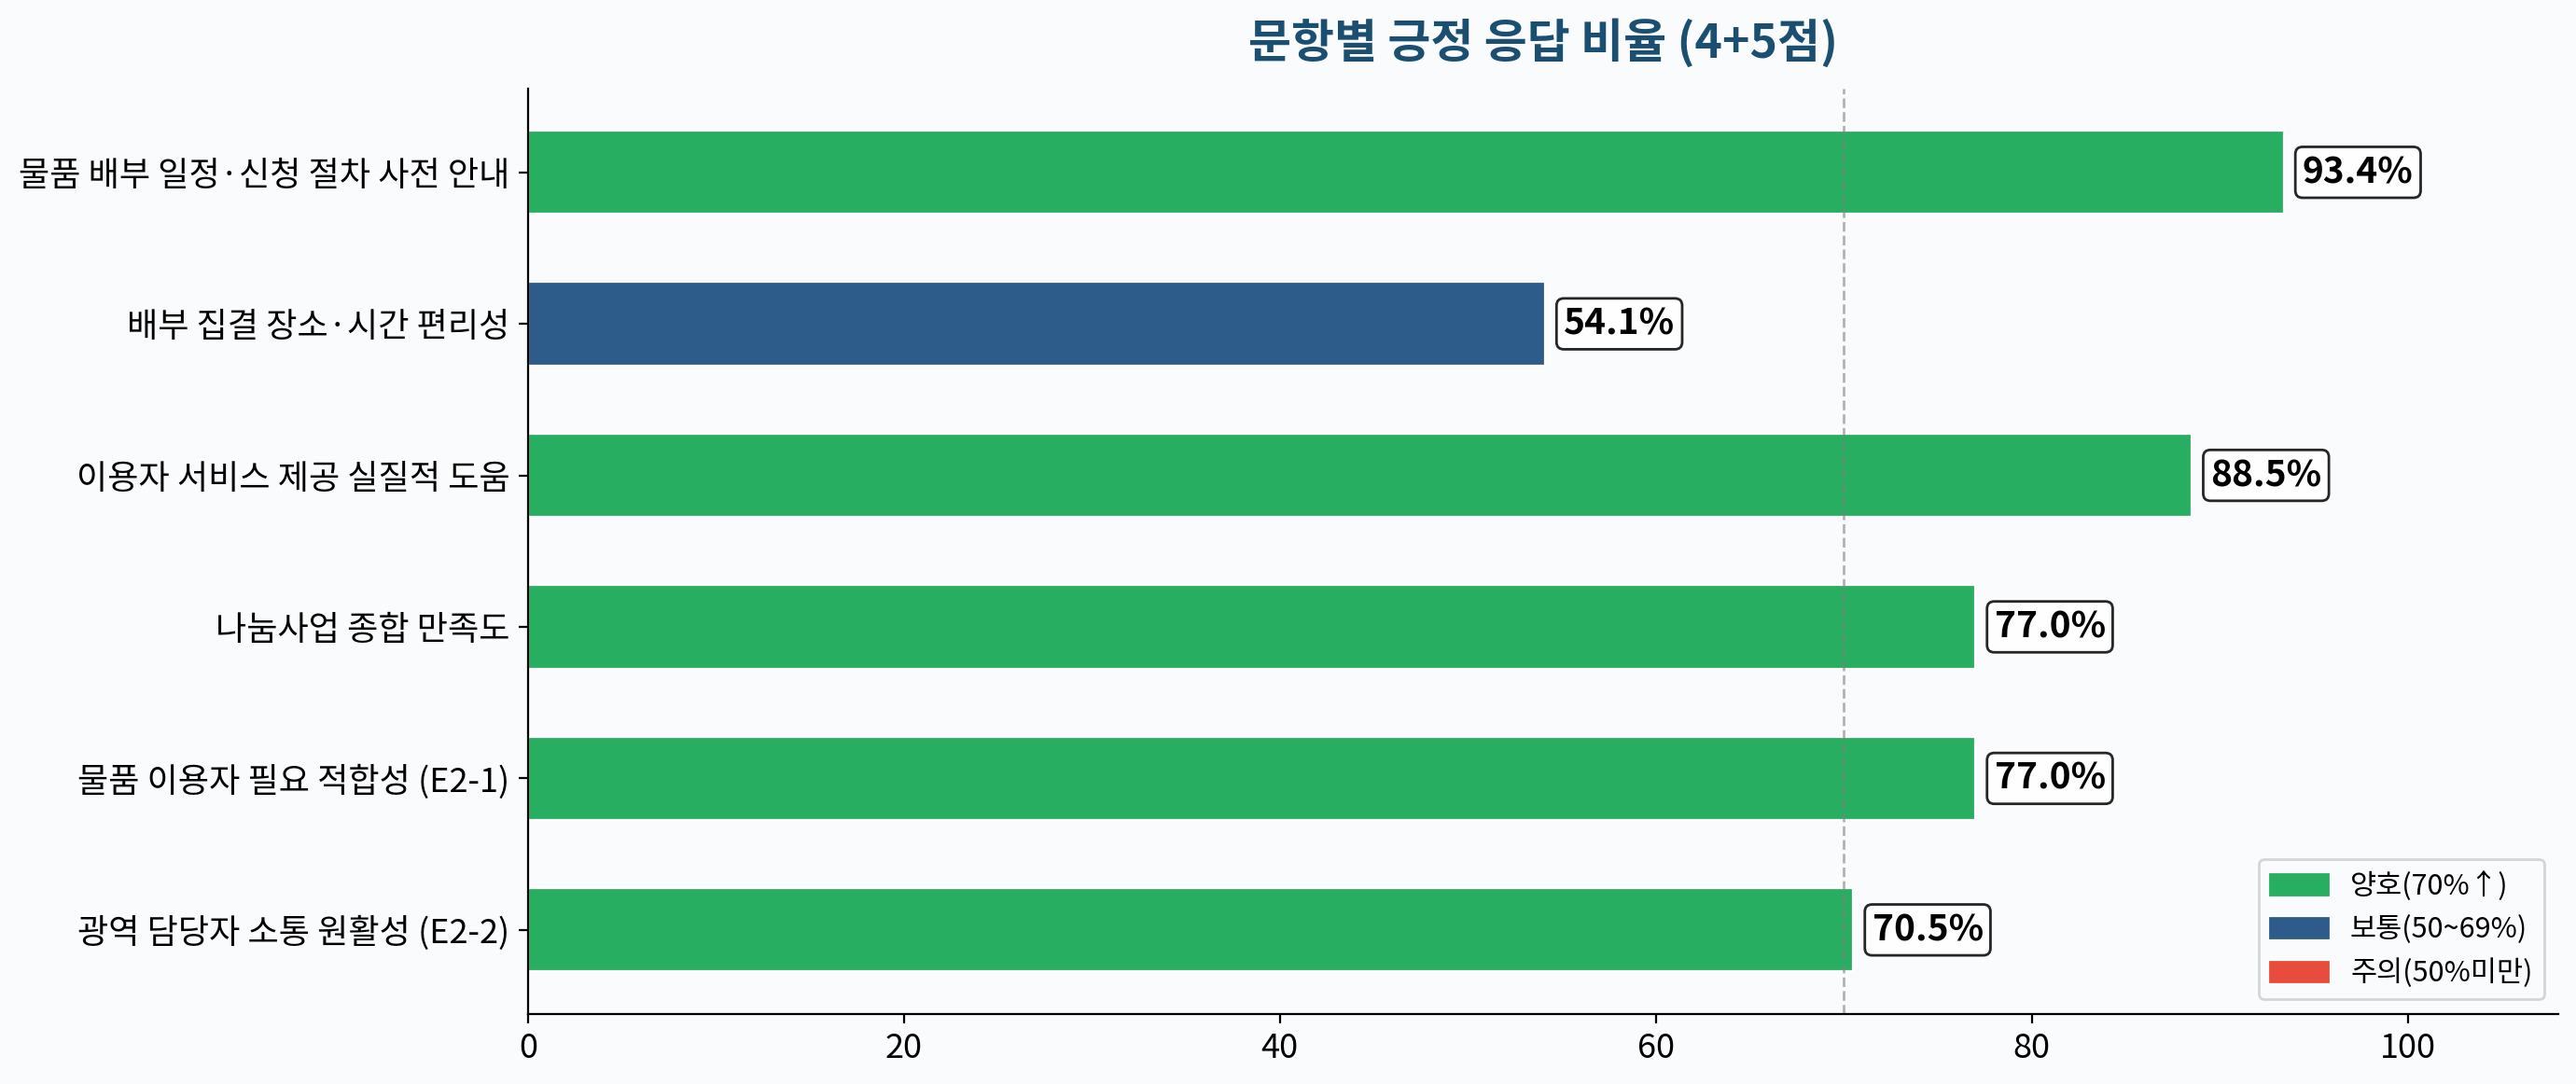 문항별 긍정 응답 비율 (4+5점)
물품 배부 일정·신청 절차 사전 안내
93.4%
배부 집결 장소·시간 편리성
54.1%
이용자 서비스 제공 실질적 도움
88.5%
나눔사업 종합 만족도
77.0%
물품 이용자 필요 적합성 (E2-1)
77.0%
광역 담당자 소통 원활성 (E2-2)
70.5%
양호(70%↑)
보통(50~69%)
주의(50%미만)
0 20 40 60 80 100